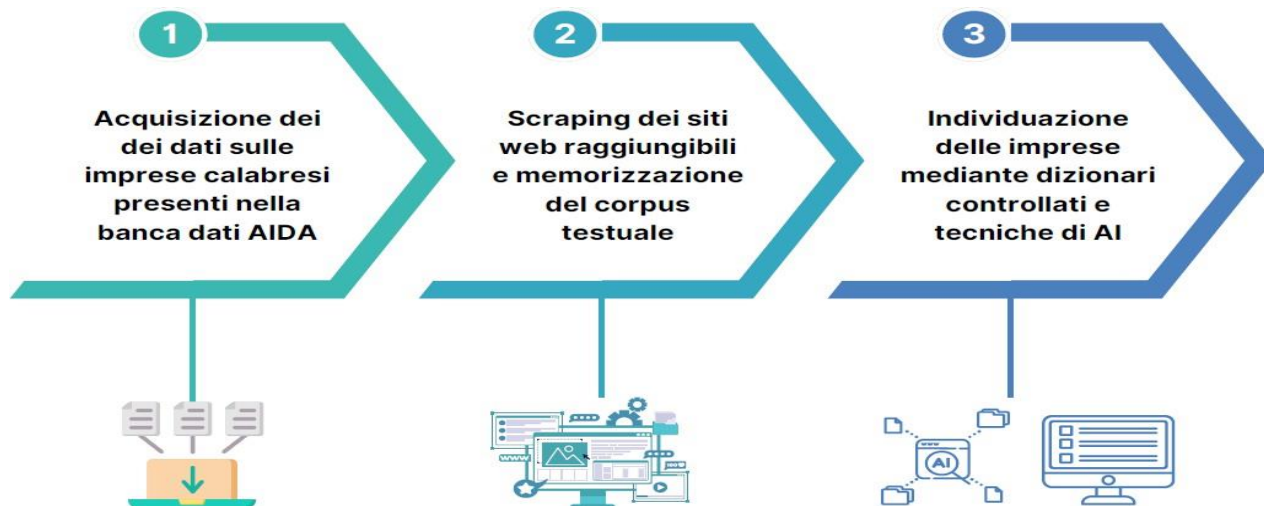 1
Acquisizione dei
dei dati sulle
imprese calabresi
presenti nella
banca dati AIDA
2
Scraping dei siti
web raggiungibili
e memorizzazione
del corpus
testuale
WWW
3
Individuazione
delle imprese
mediante dizionari
controllati e
tecniche di AI
AI